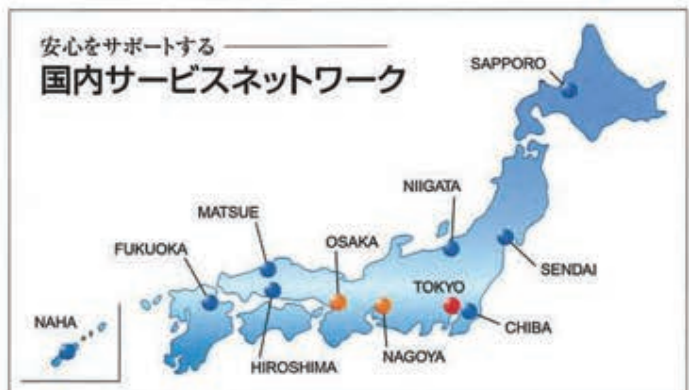 安心をサポートする
国内サービスネットワーク
SAPPORO
NIIGATA
MATSUE
FUKUOKA
OSAKA
SENDAI
TOKYO
NAHA
CHIBA
NAGOYA
HIROSHIMA